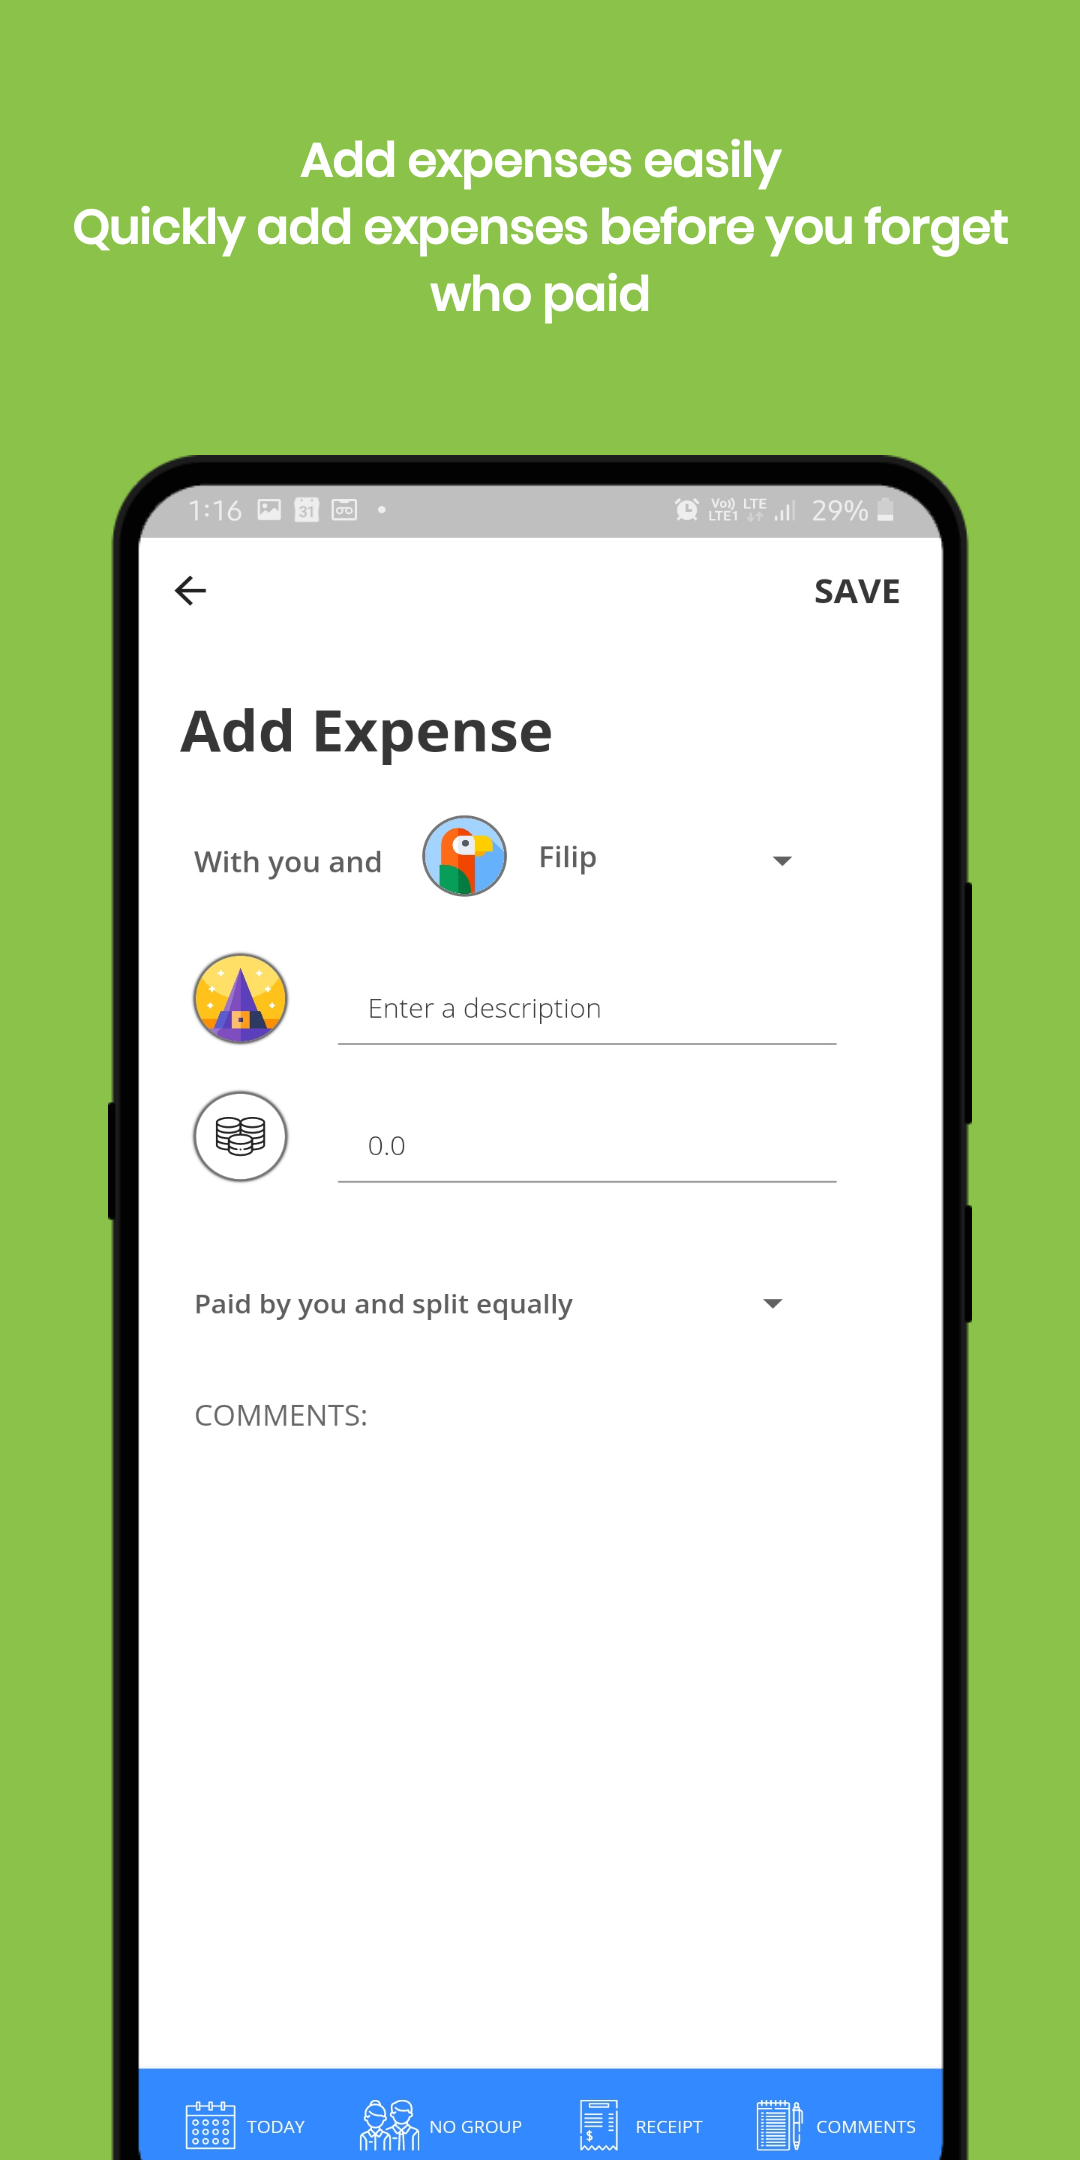 Add expenses easily
Quickly add expenses before you forget
who paid
1:16 31 Vo)) LTE LTE1 29%
SAVE
Add Expense
With you and Filip
Enter a description
0.0
Paid by you and split equally
COMMENTS:
TODAY NO GROUP $ RECEIPT COMMENTS